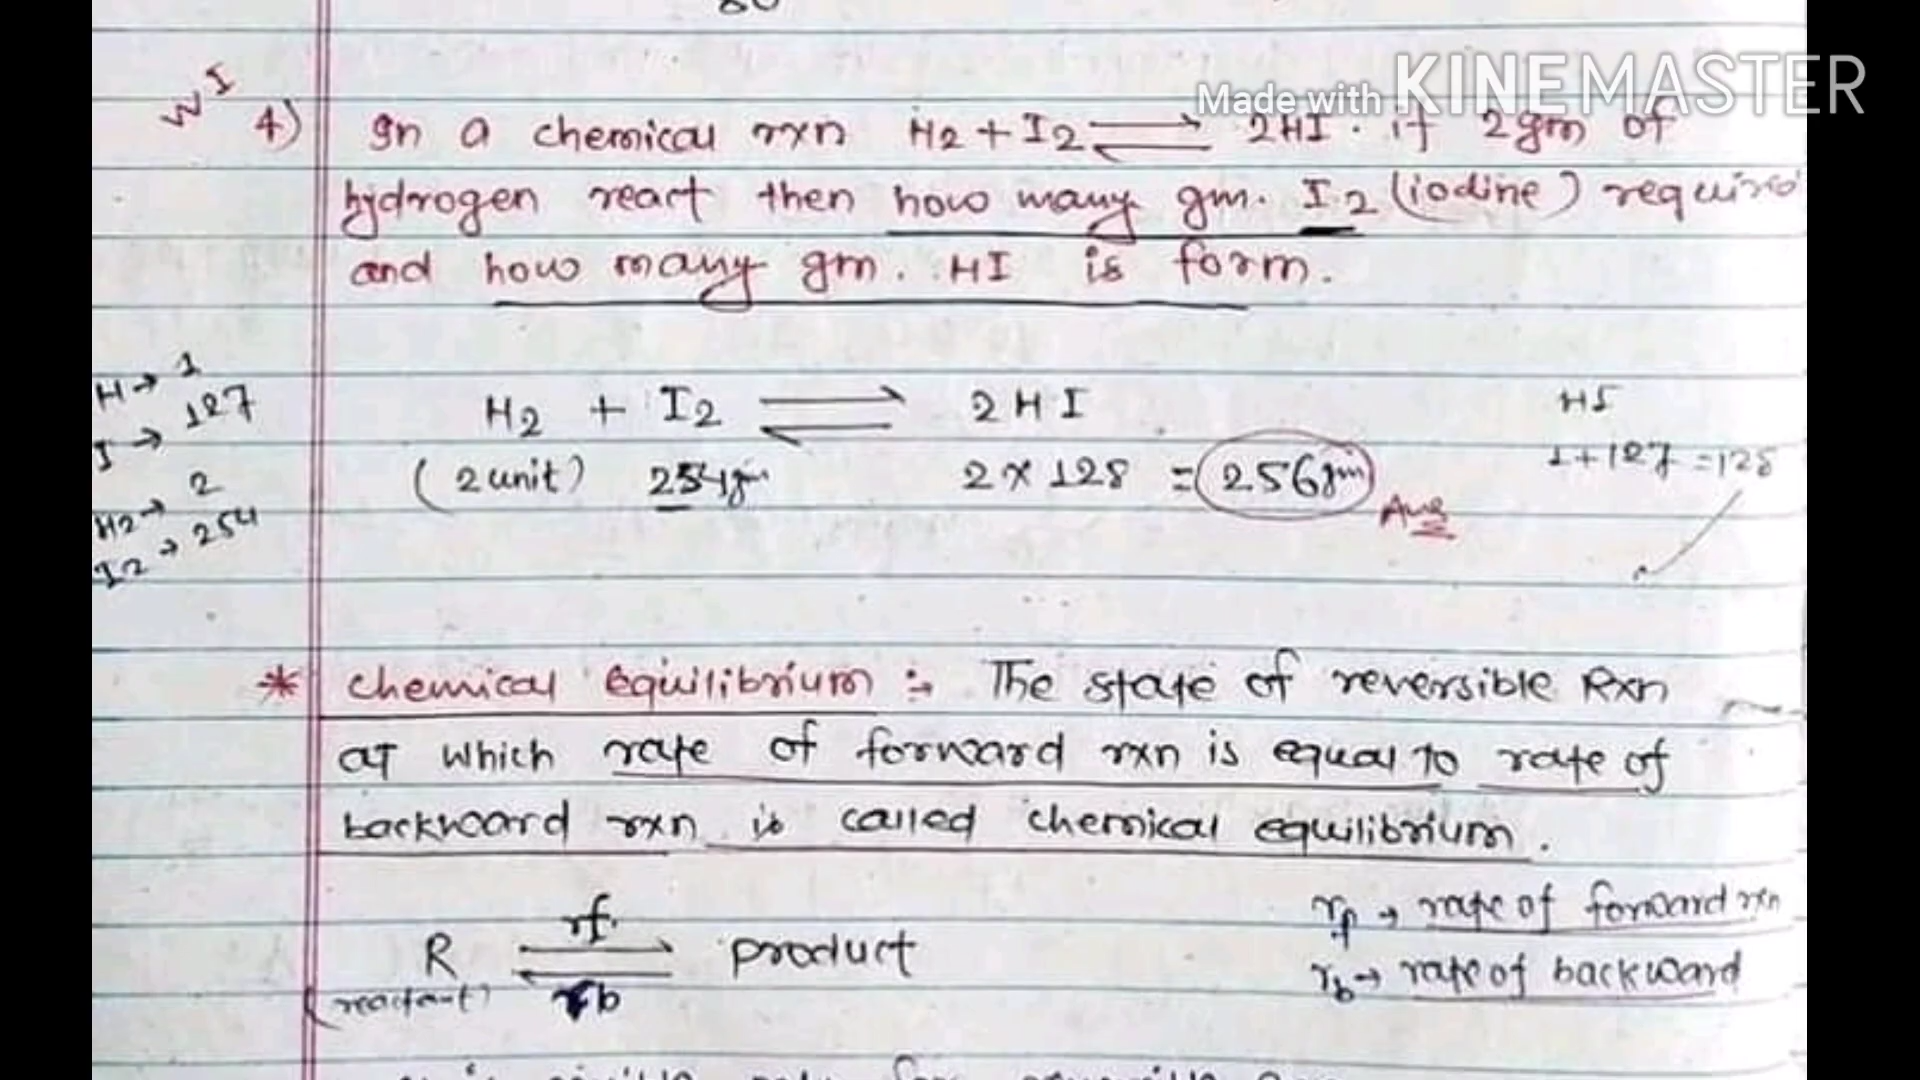 Made with KINEMASTER
WI
4) In a chemical rxn H2 + I2 ⇌ 2HI. if 2gm of
hydrogen react then how many gm. I2 (iodine) require
and how many gm. HI is form.
H → 1
I → 127
H2 → 2
I2 → 254
H2 + I2 ⇌ 2HI
(2 unit) 254gm 2 × 128 = 256gm Ans
HI
1 + 127 = 128
* Chemical equilibrium :- The state of reversible Rxn
at which rate of forward rxn is equal to rate of
backward rxn is called chemical equilibrium.
rf.
R ⇌ product
(reactant)
rb
rf → rate of forward rxn
rb → rate of backward